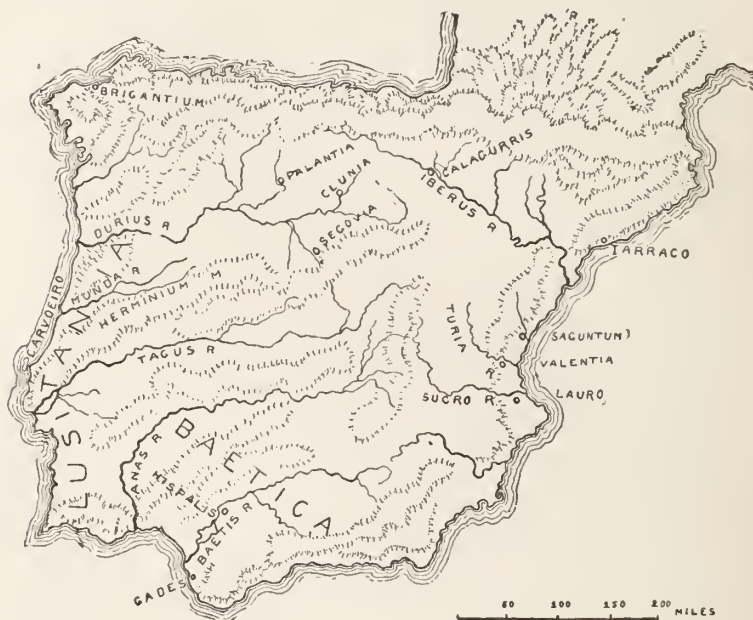 BRIGANTIUM
PALANTIA
CLUNIA
CALAGURRIS
IBERUS R
DURIUS R
SEGOVIA
TARRACO
MUNDA R
HERMINIUM M
CARVOEIRO
TURIA R
SAGUNTUM)
VALENTIA
TAGUS R
SUCRO R.
LAURO
LUSITANIA
BAETICA
ANAS R
HISPALIS
BAETIS R
GADES
50 100 150 200 MILES